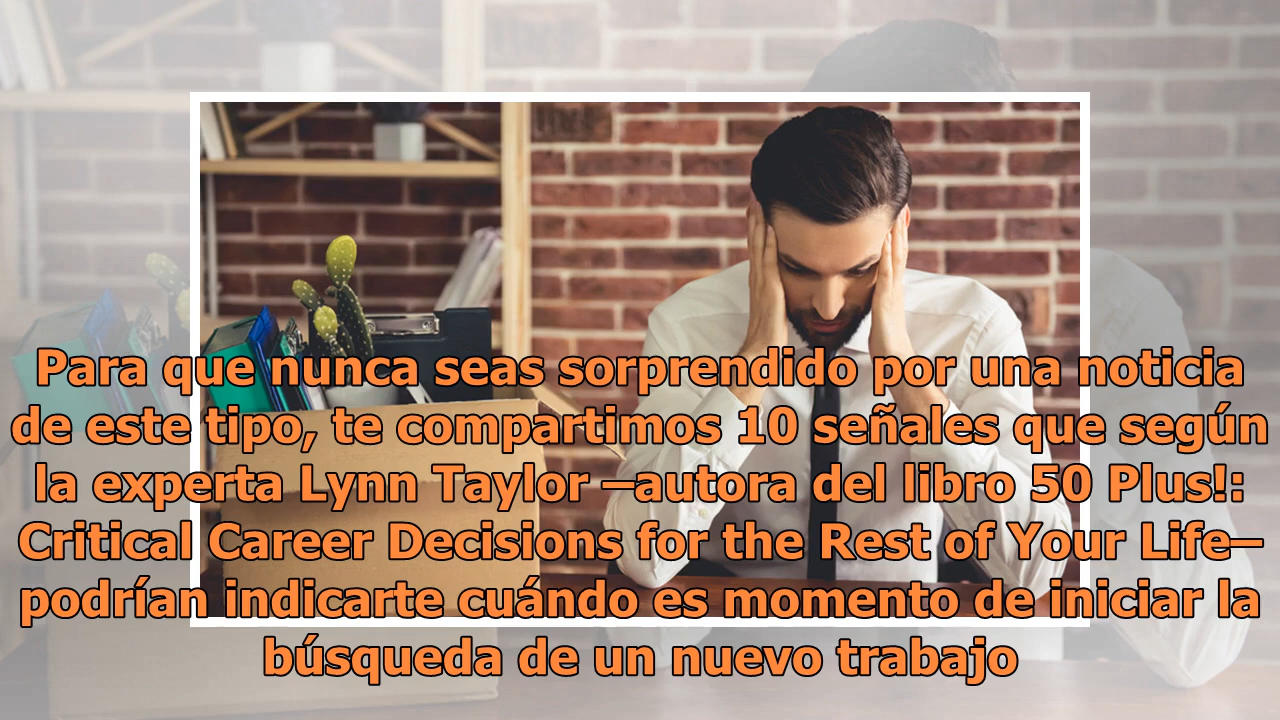 Para que nunca seas sorprendido por una noticia
de este tipo, te compartimos 10 señales que según
la experta Lynn Taylor —autora del libro 50 Plus!:
Critical Career Decisions for the Rest of Your Life—
podrían indicarte cuándo es momento de iniciar la
búsqueda de un nuevo trabajo